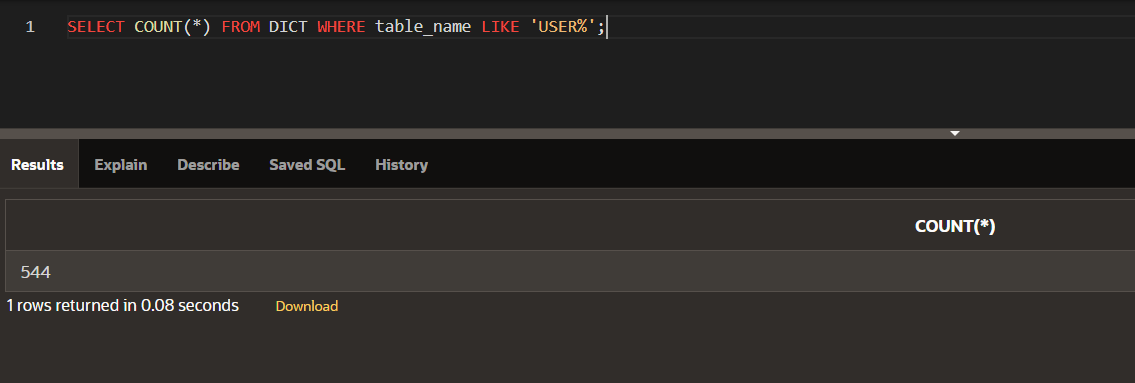 1 SELECT COUNT(*) FROM DICT WHERE table_name LIKE 'USER%';
Results Explain Describe Saved SQL History
COUNT(*)
544
1 rows returned in 0.08 seconds Download